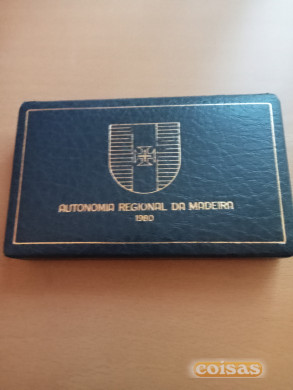 AUTONOMIA REGIONAL DA MADEIRA
1980
coisas